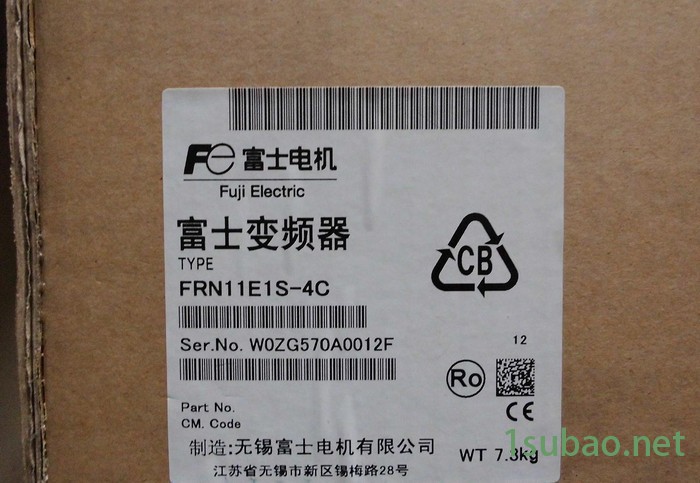 Fe 富士电机
Fuji Electric
富士变频器
TYPE
FRN11E1S-4C
CB
Ser.No. W0ZG570A0012F
12
Ro
Part No.
CM. Code
CE
制造:无锡富士电机有限公司
WT 7.3kg
江苏省无锡市新区锡梅路28号
1subao.net